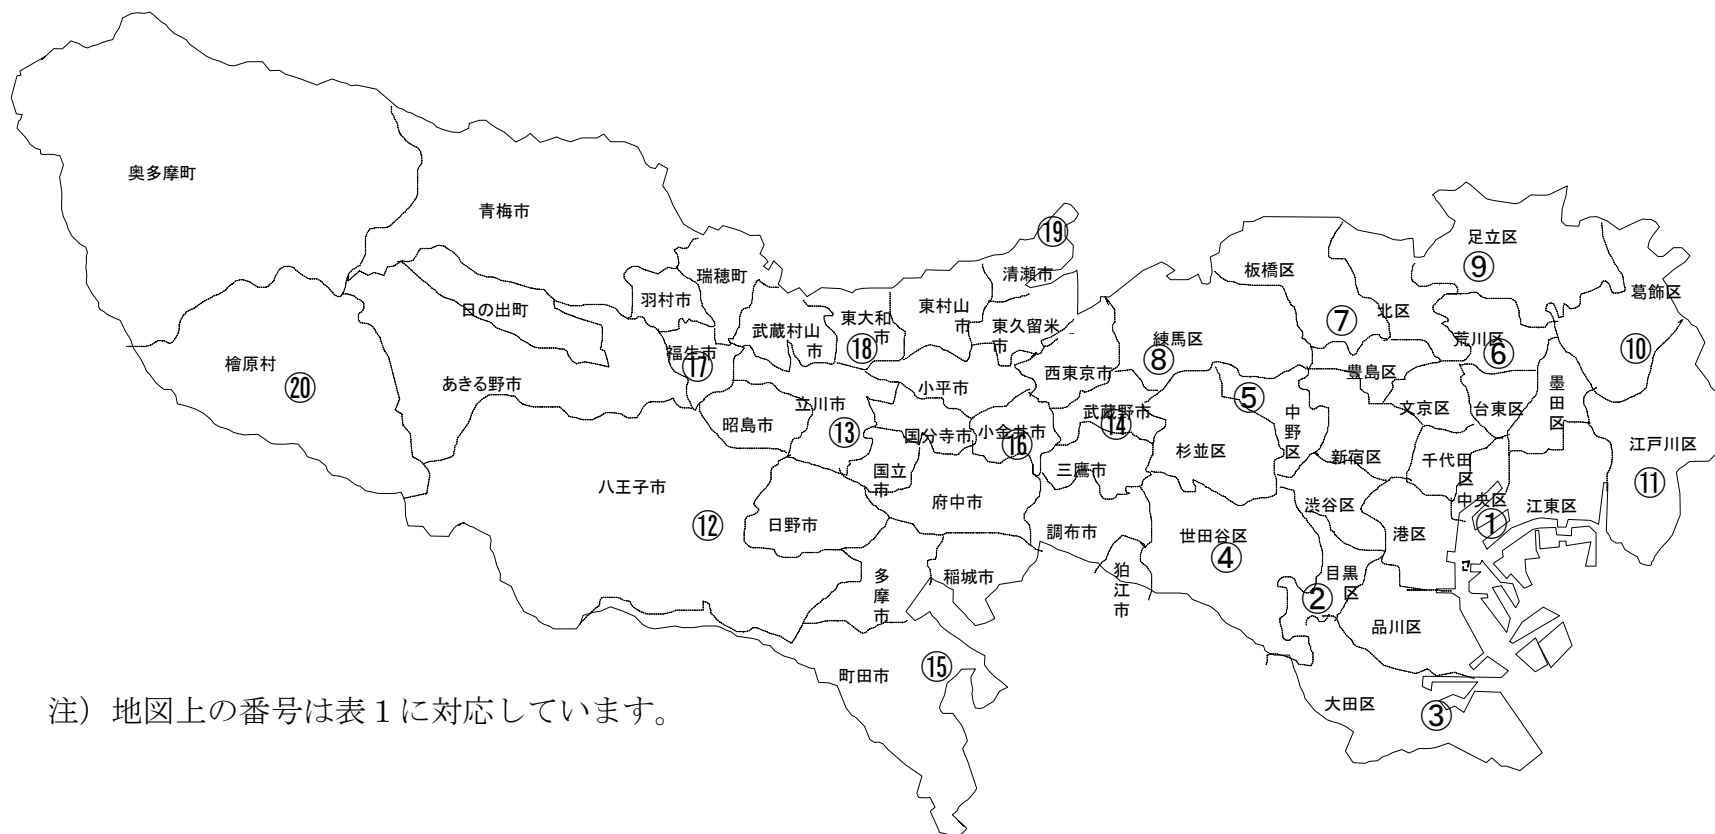 奥多摩町
青梅市
瑞穂町
羽村市
日の出町
檜原村
⑳
あきる野市
福生市
⑰
武蔵村山
市
東大和
市
⑱
東村山
市
清瀬市
⑲
東久留米
市
西東京市
小平市
立川市
⑬
昭島市
国分寺市
小金井市
⑯
国立
市
武蔵野市
⑭
三鷹市
府中市
調布市
狛
江
市
八王子市
⑫
日野市
多
摩
市
稲城市
町田市
⑮
練馬区
⑧
板橋区
⑦
北区
足立区
⑨
葛飾区
⑩
荒川区
⑥
豊島区
文京区
台東区
墨
田
区
江戸川区
⑪
⑤
中
野
区
杉並区
新宿区
千代田
区
中央区
①
江東区
渋谷区
港区
世田谷区
④
目
黒
区
②
品川区
大田区
③
注）地図上の番号は表１に対応しています。